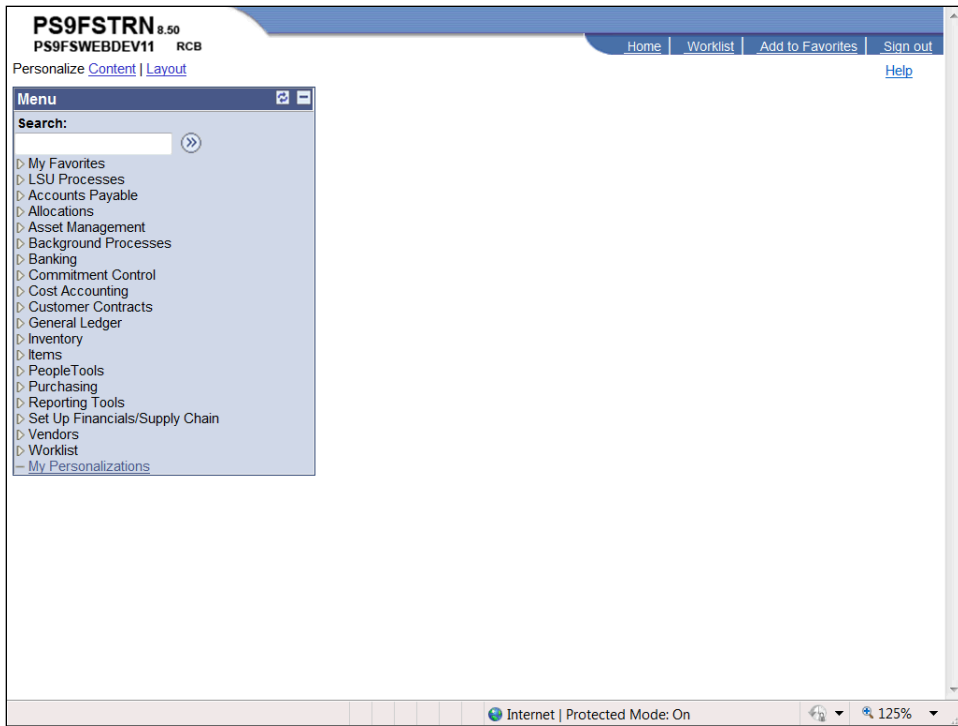 PS9FSTRN 8.50
PS9FSWEBDEV11 RCB
Home Worklist Add to Favorites Sign out
Personalize Content | Layout
Help
Menu
Search:
My Favorites
LSU Processes
Accounts Payable
Allocations
Asset Management
Background Processes
Banking
Commitment Control
Cost Accounting
Customer Contracts
General Ledger
Inventory
Items
PeopleTools
Purchasing
Reporting Tools
Set Up Financials/Supply Chain
Vendors
Worklist
My Personalizations
Internet | Protected Mode: On 125%